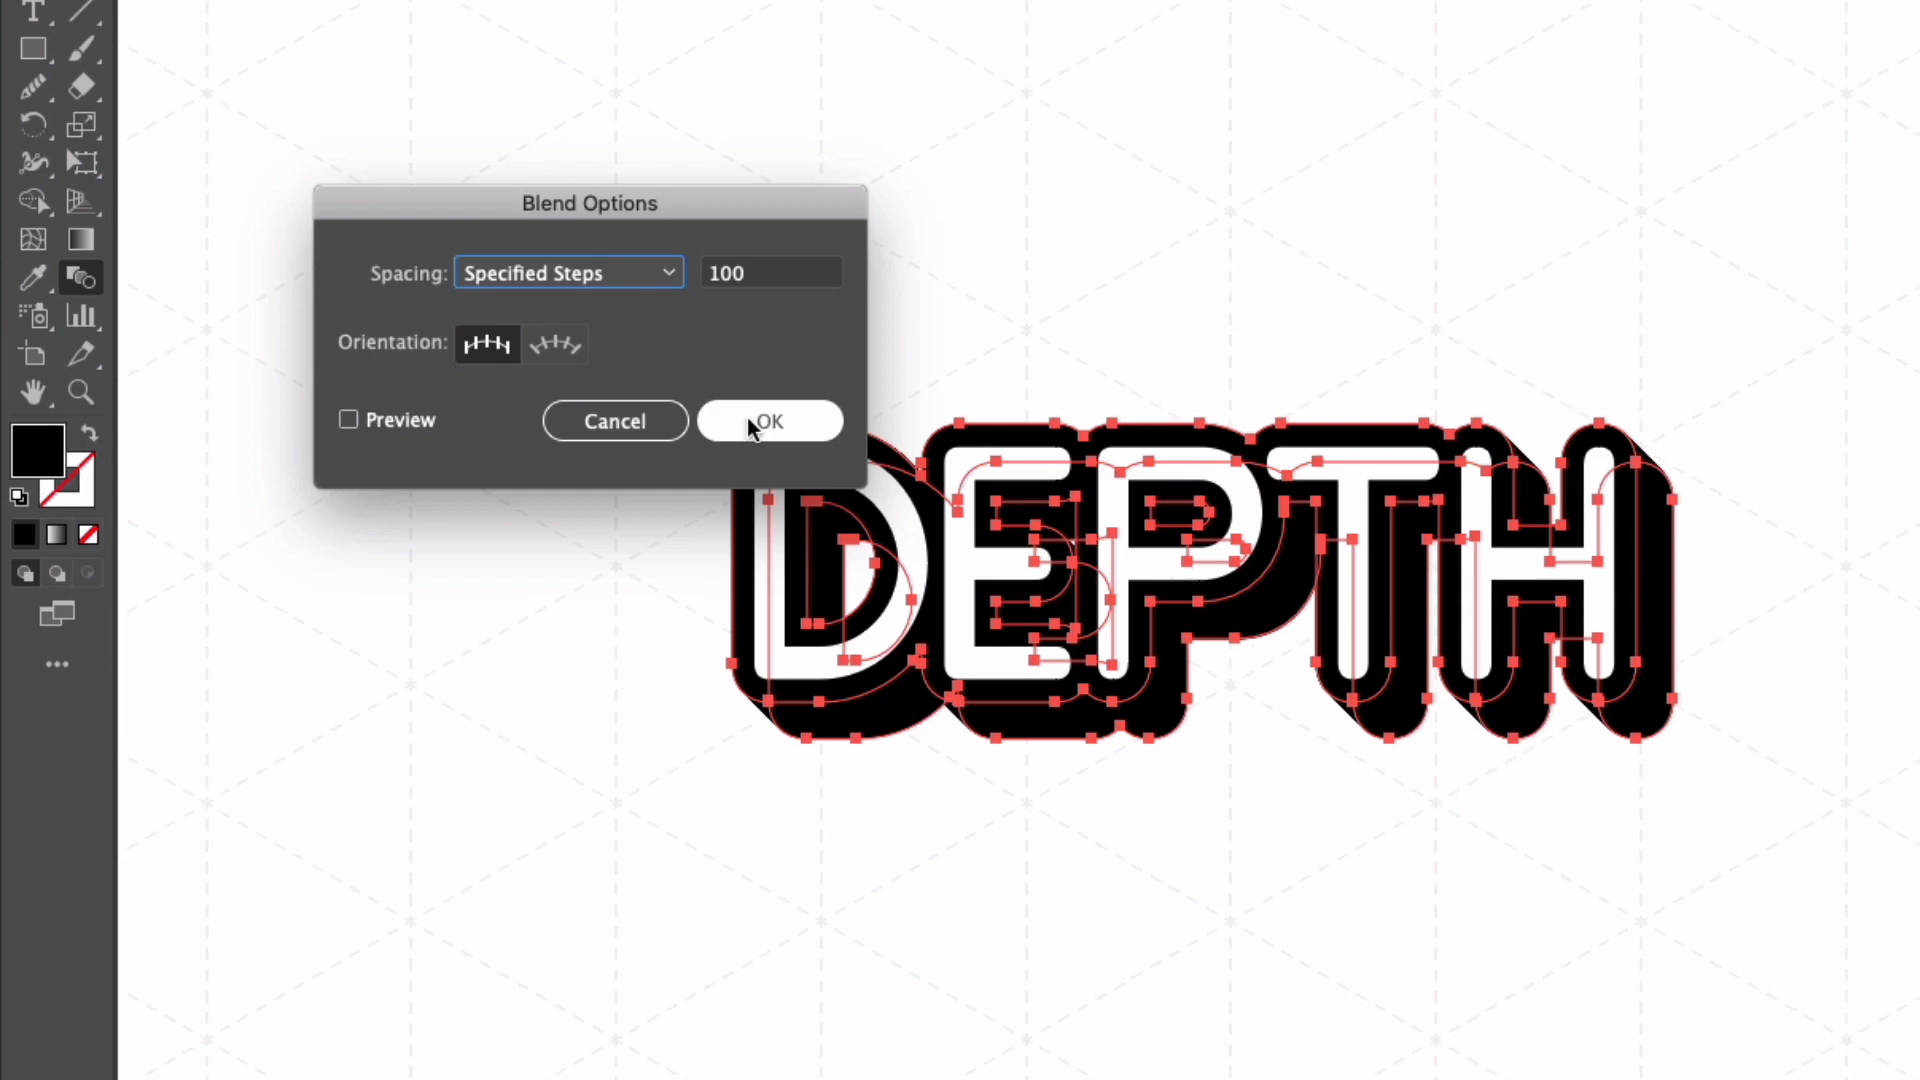 Blend Options
Spacing: Specified Steps 100
Orientation:
Preview Cancel OK
DEPTH